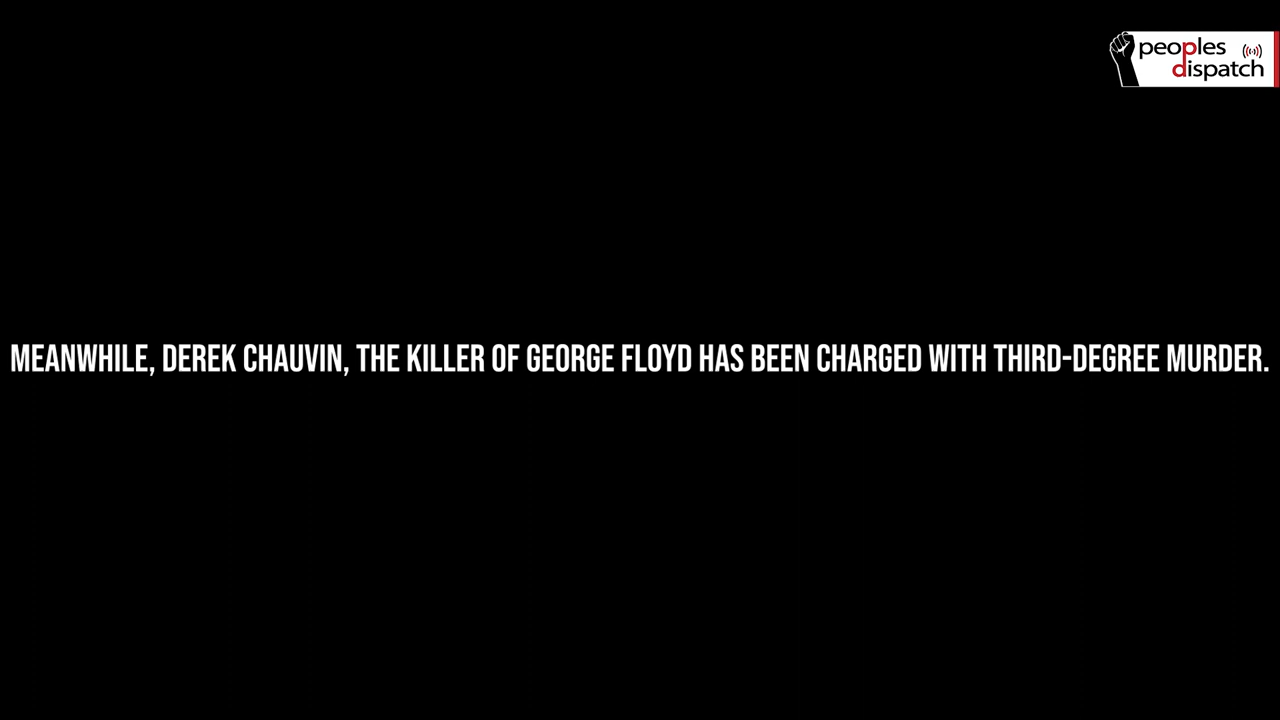 peoples
dispatch
MEANWHILE, DEREK CHAUVIN, THE KILLER OF GEORGE FLOYD HAS BEEN CHARGED WITH THIRD-DEGREE MURDER.